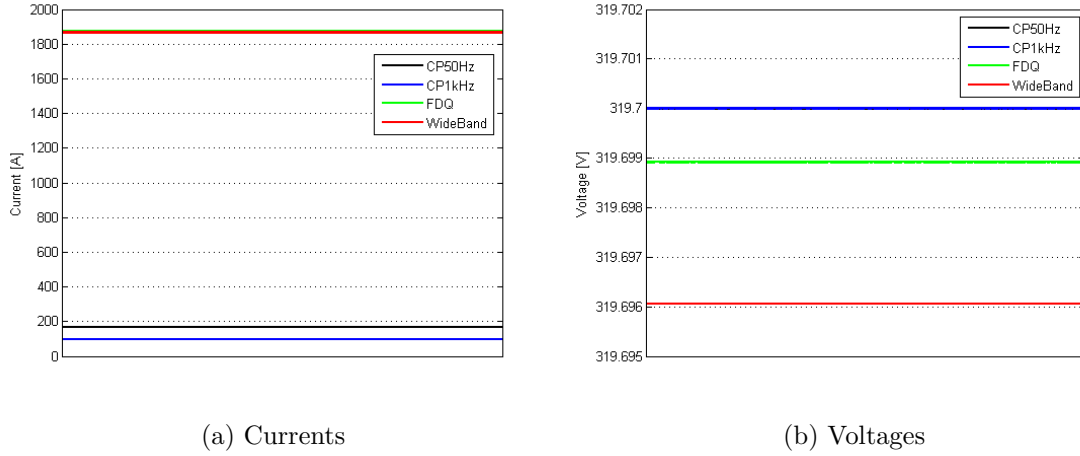 2000
1800
1600
1400
1200
1000
800
600
400
200
0
Current [A]
CP50Hz
CP1kHz
FDQ
WideBand
(a) Currents
319.702
319.701
319.7
319.699
319.698
319.697
319.696
319.695
Voltage [V]
CP50Hz
CP1kHz
FDQ
WideBand
(b) Voltages